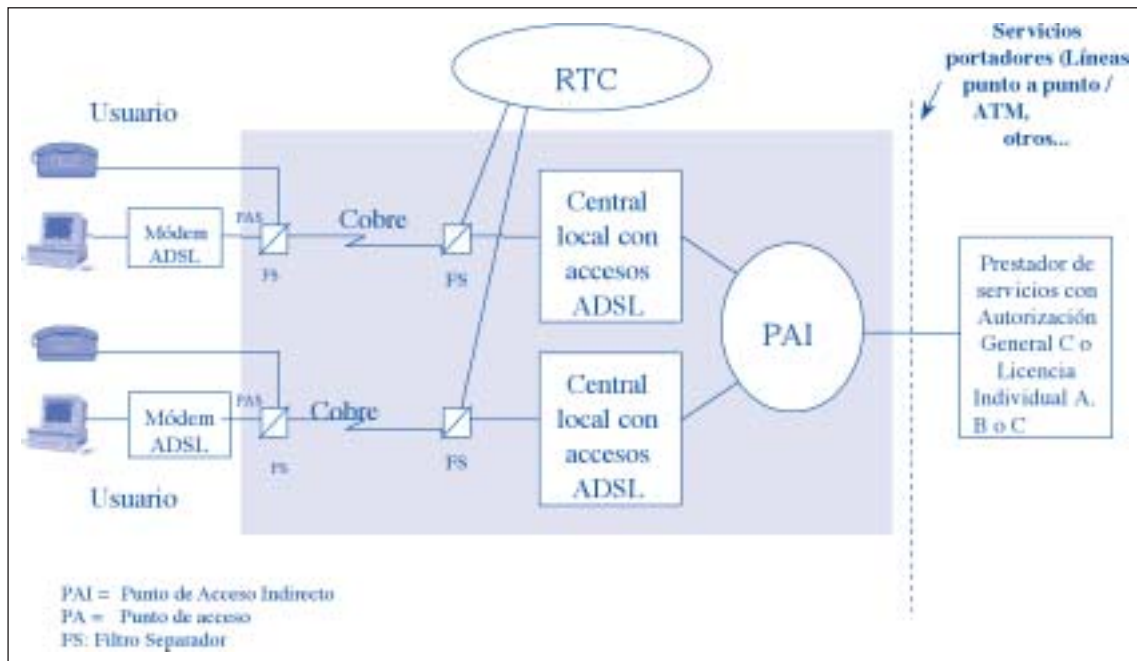 Servicios
portadores (Líneas
punto a punto /
ATM,
otros...
RTC
Usuario
Módem
ADSL
PAS
FS
Cobre
FS
Central
local con
accesos
ADSL
PAI
Prestador de
servicios con
Autorización
General C o
Licencia
Individual A,
B o C
Módem
ADSL
PAS
FS
Cobre
FS
Central
local con
accesos
ADSL
Usuario
PAI = Punto de Acceso Indirecto
PA = Punto de acceso
FS: Filtro Separador